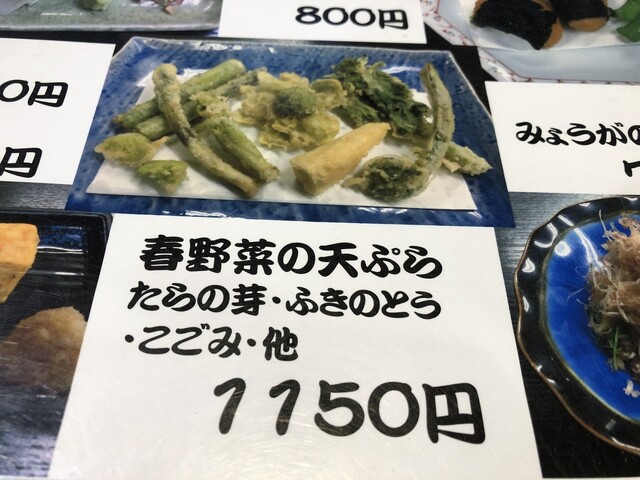 800円
0円
円
みょうがの
春野菜の天ぷら
たらの芽・ふきのとう
・こごみ・他
1150円